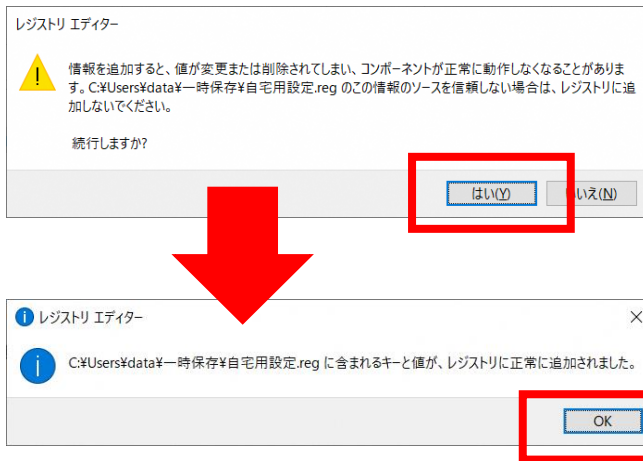 レジストリ エディター
情報を追加すると、値が変更または削除されてしまい、コンポーネントが正常に動作しなくなることがありま
す。C:¥Users¥data¥一時保存¥自宅用設定.reg のこの情報のソースを信頼しない場合は、レジストリに追
加しないでください。
続行しますか?
はい(Y) いいえ(N)
レジストリ エディター
C:¥Users¥data¥一時保存¥自宅用設定.reg に含まれるキーと値が、レジストリに正常に追加されました。
OK